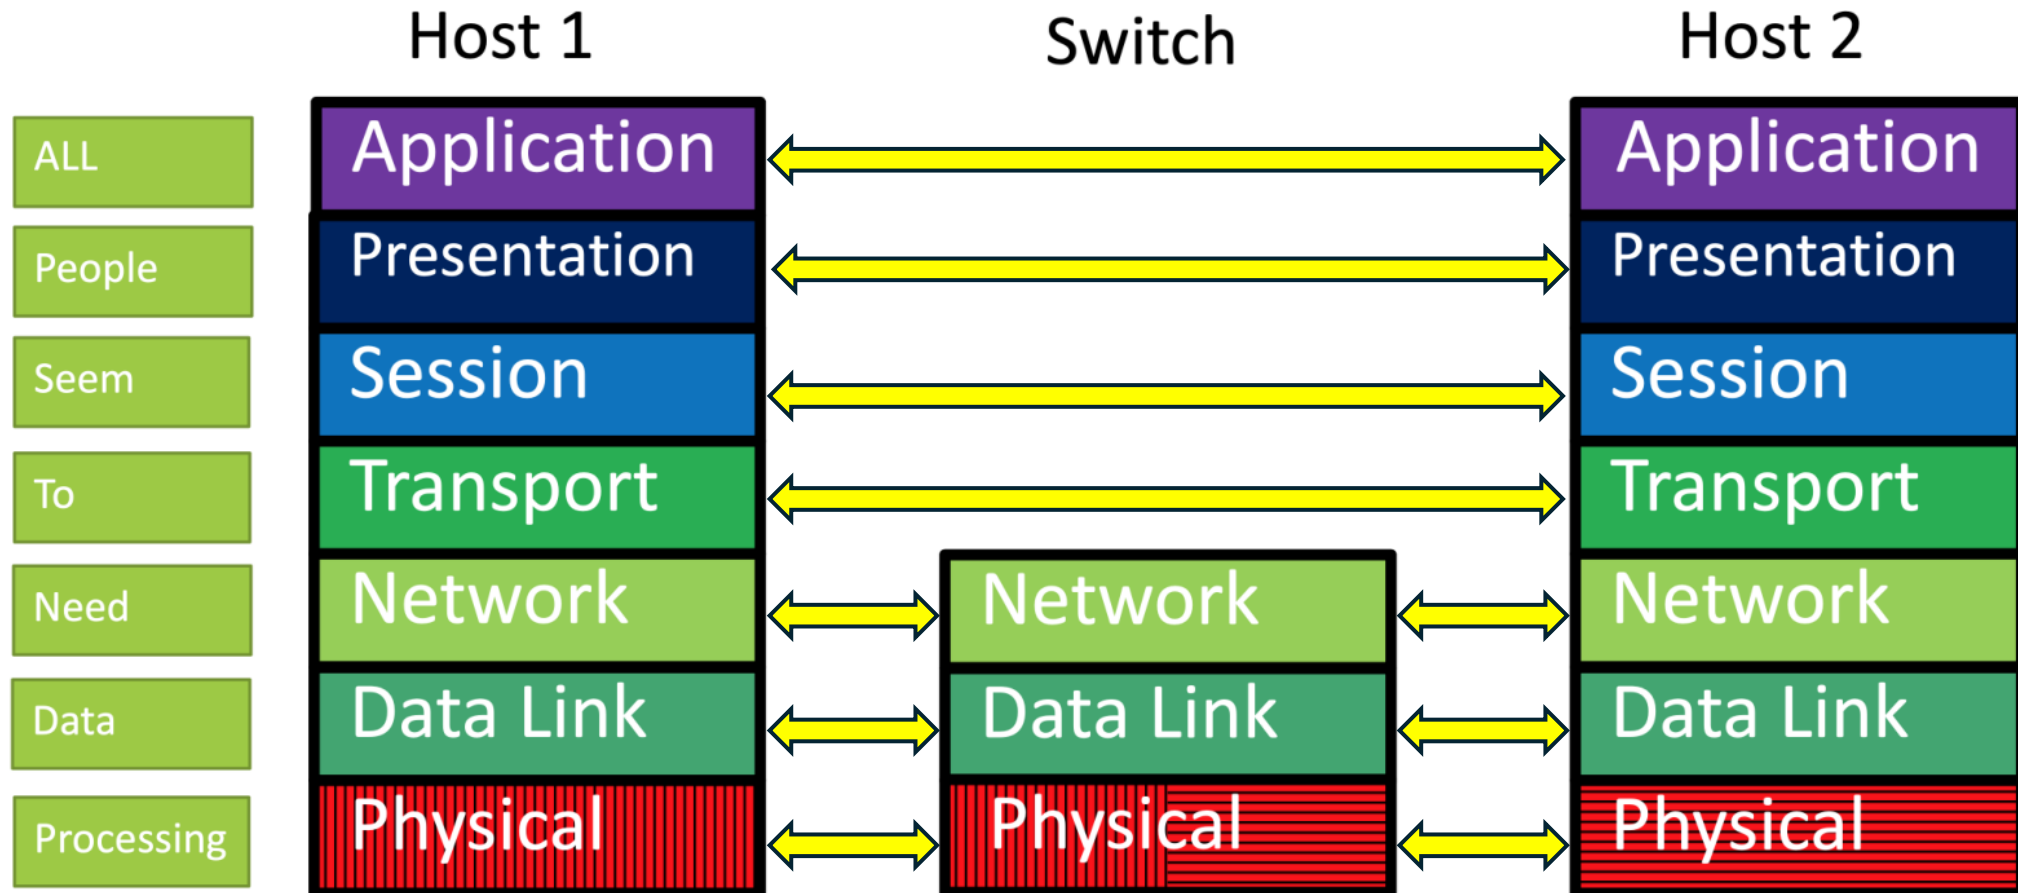 Host 1
Switch
Host 2
ALL
Application
Application
People
Presentation
Presentation
Seem
Session
Session
To
Transport
Transport
Need
Network
Network
Network
Data
Data Link
Data Link
Data Link
Processing
Physical
Physical
Physical